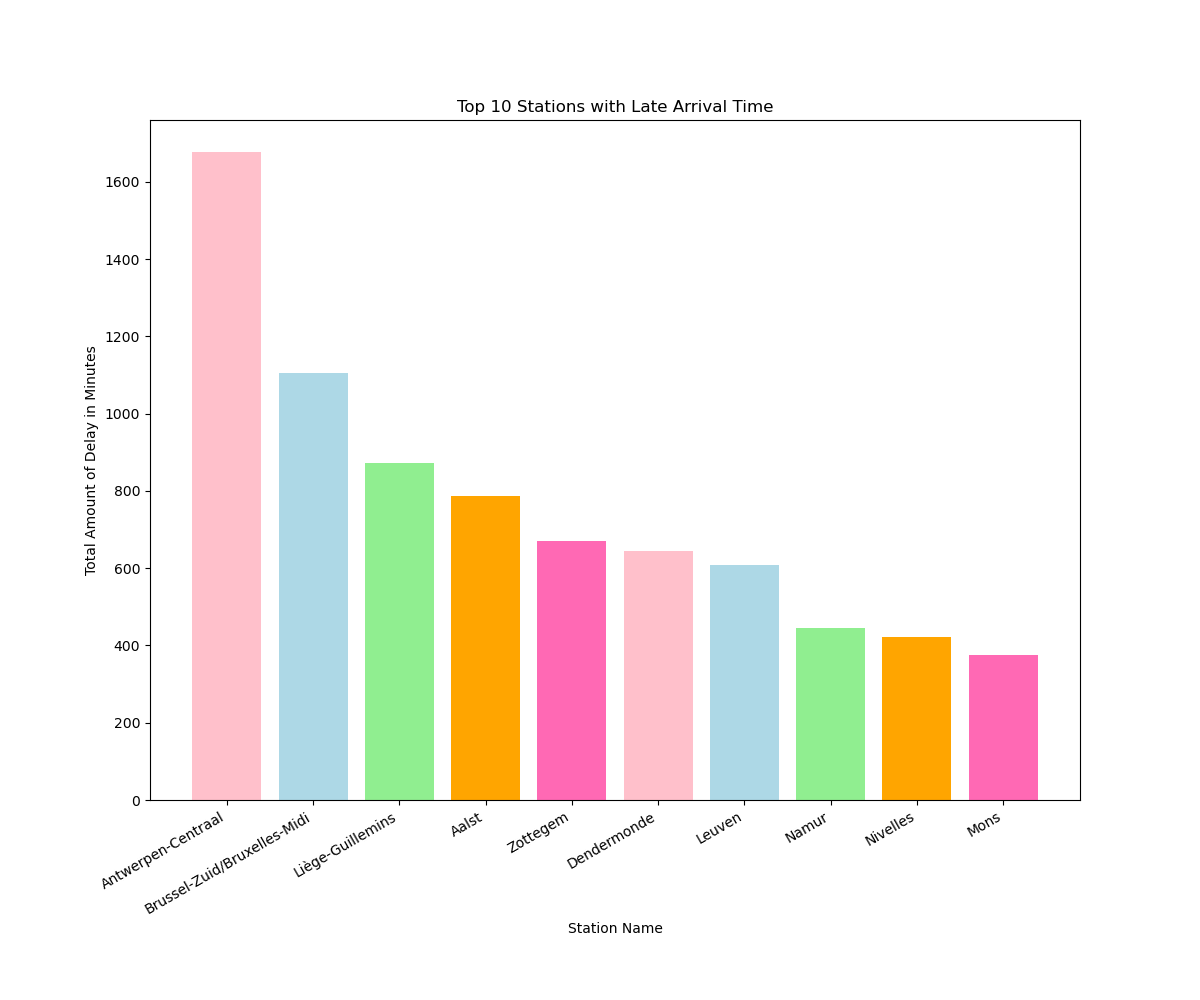 Top 10 Stations with Late Arrival Time
Total Amount of Delay in Minutes
1600
1400
1200
1000
800
600
400
200
0
Antwerpen-Centraal
Brussel-Zuid/Bruxelles-Midi
Liège-Guillemins
Aalst
Zottegem
Dendermonde
Leuven
Namur
Nivelles
Mons
Station Name